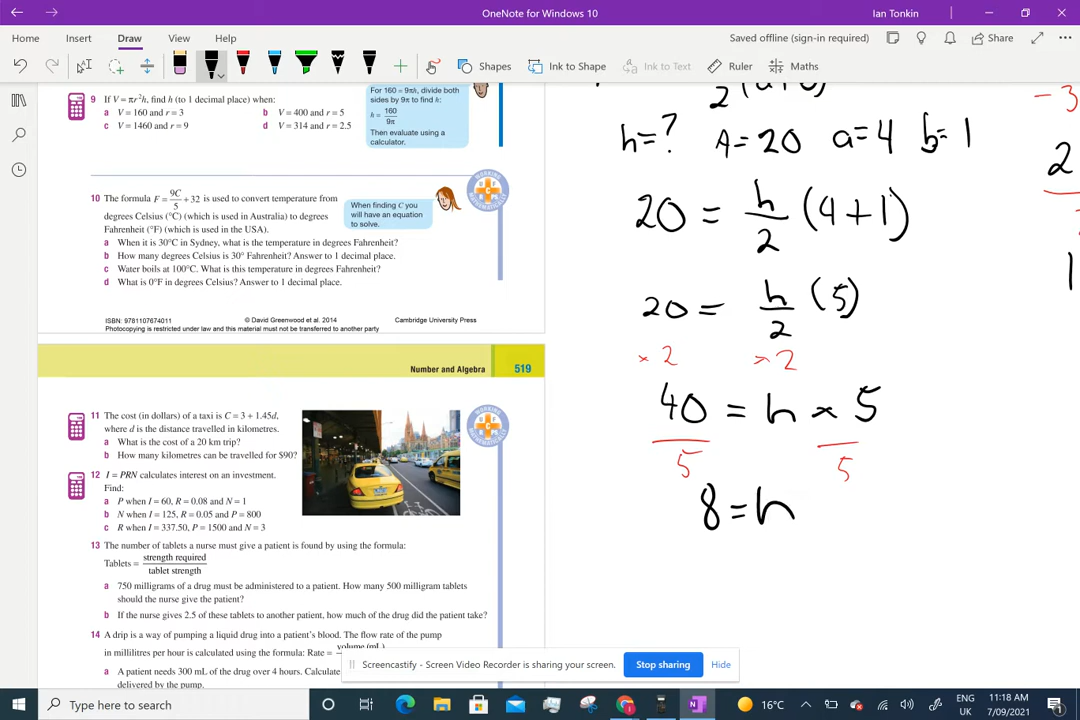 OneNote for Windows 10
Ian Tonkin
Home Insert Draw View Help
Saved offline (sign-in required)
Share
Shapes
Ink to Shape
Ink to Text
Ruler
Maths
9 If V = πr²h, find h (to 1 decimal place) when:
a V = 160 and r = 3 b V = 400 and r = 5
c V = 1460 and r = 9 d V = 314 and r = 2.5
For 160 = 9πh, divide both
sides by 9π to find h:
h = 160/9π
Then evaluate using a
calculator.
10 The formula F = 9C/5 + 32 is used to convert temperature from
degrees Celsius (°C) (which is used in Australia) to degrees
Fahrenheit (°F) (which is used in the USA).
a When it is 30°C in Sydney, what is the temperature in degrees Fahrenheit?
b How many degrees Celsius is 30° Fahrenheit? Answer to 1 decimal place.
c Water boils at 100°C. What is this temperature in degrees Fahrenheit?
d What is 0°F in degrees Celsius? Answer to 1 decimal place.
When finding C you
will have an equation
to solve.
ISBN: 9781107674011 © David Greenwood et al. 2014 Cambridge University Press
Photocopying is restricted under law and this material must not be transferred to another party
Number and Algebra 519
11 The cost (in dollars) of a taxi is C = 3 + 1.45d,
where d is the distance travelled in kilometres.
a What is the cost of a 20 km trip?
b How many kilometres can be travelled for $90?
12 I = PRN calculates interest on an investment.
Find:
a P when I = 60, R = 0.08 and N = 1
b N when I = 125, R = 0.05 and P = 800
c R when I = 337.50, P = 1500 and N = 3
13 The number of tablets a nurse must give a patient is found by using the formula:
Tablets = strength required/tablet strength
a 750 milligrams of a drug must be administered to a patient. How many 500 milligram tablets
should the nurse give the patient?
b If the nurse gives 2.5 of these tablets to another patient, how much of the drug did the patient take?
14 A drip is a way of pumping a liquid drug into a patient's blood. The flow rate of the pump
in millilitres per hour is calculated using the formula: Rate = volume (mL)
a A patient needs 300 mL of the drug over 4 hours. Calculate
delivered by the pump.
h=? A=20 a=4 b=1
20 = h/2 (4+1)
20 = h/2 (5)
×2 ×2
40 = h × 5
5 5
8 = h
- 3
2
1
Screencastify - Screen Video Recorder is sharing your screen.
Stop sharing
Hide
Type here to search
16°C
ENG
UK
11:18 AM
7/09/2021